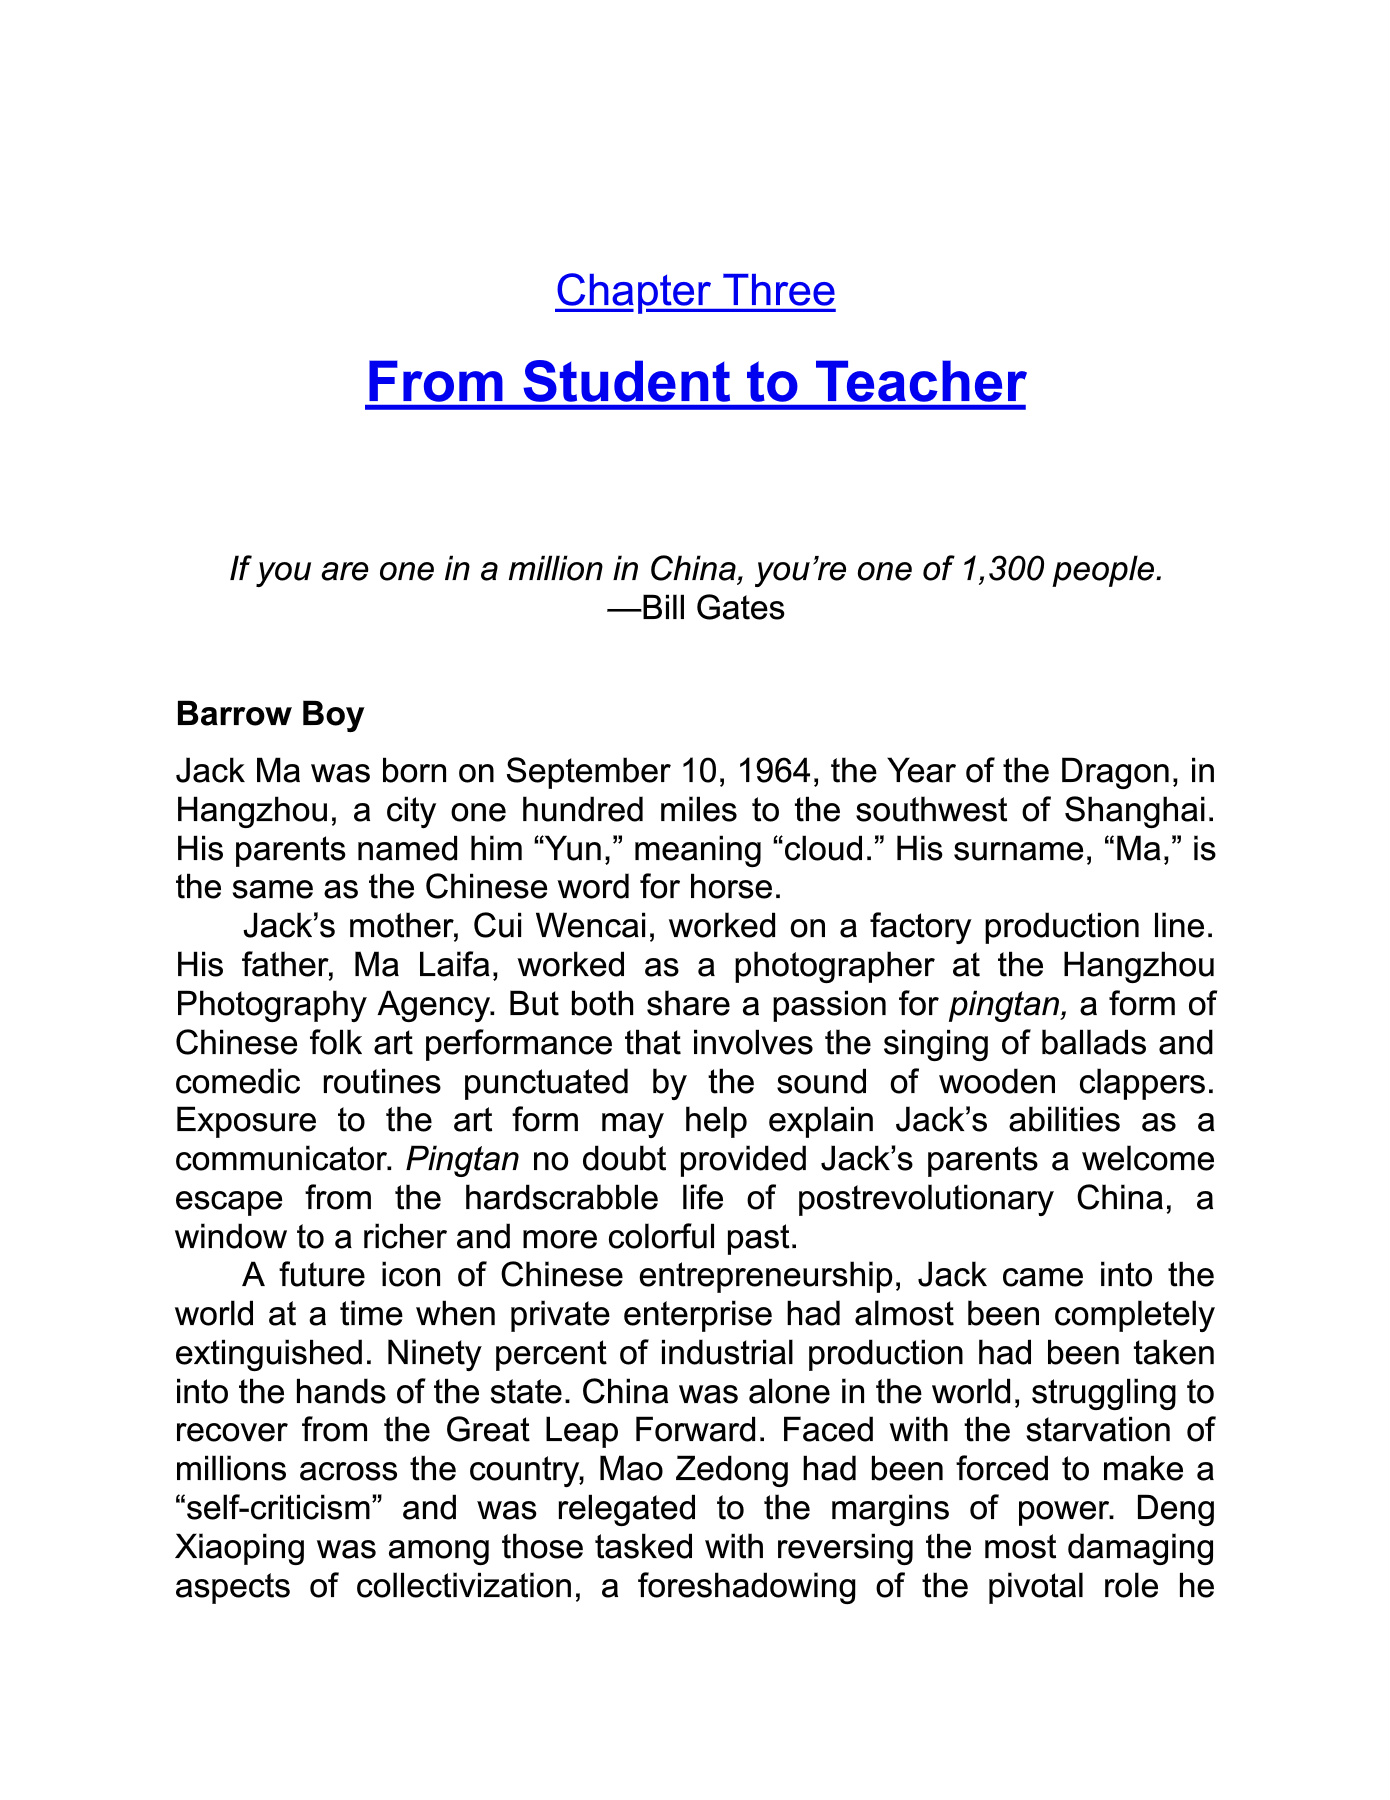 Chapter Three
From Student to Teacher
If you are one in a million in China, you’re one of 1,300 people.
—Bill Gates
Barrow Boy
Jack Ma was born on September 10, 1964, the Year of the Dragon, in
Hangzhou, a city one hundred miles to the southwest of Shanghai.
His parents named him “Yun,” meaning “cloud.” His surname, “Ma,” is
the same as the Chinese word for horse.
Jack’s mother, Cui Wencai, worked on a factory production line.
His father, Ma Laifa, worked as a photographer at the Hangzhou
Photography Agency. But both share a passion for pingtan, a form of
Chinese folk art performance that involves the singing of ballads and
comedic routines punctuated by the sound of wooden clappers.
Exposure to the art form may help explain Jack’s abilities as a
communicator. Pingtan no doubt provided Jack’s parents a welcome
escape from the hardscrabble life of postrevolutionary China, a
window to a richer and more colorful past.
A future icon of Chinese entrepreneurship, Jack came into the
world at a time when private enterprise had almost been completely
extinguished. Ninety percent of industrial production had been taken
into the hands of the state. China was alone in the world, struggling to
recover from the Great Leap Forward. Faced with the starvation of
millions across the country, Mao Zedong had been forced to make a
“self-criticism” and was relegated to the margins of power. Deng
Xiaoping was among those tasked with reversing the most damaging
aspects of collectivization, a foreshadowing of the pivotal role he